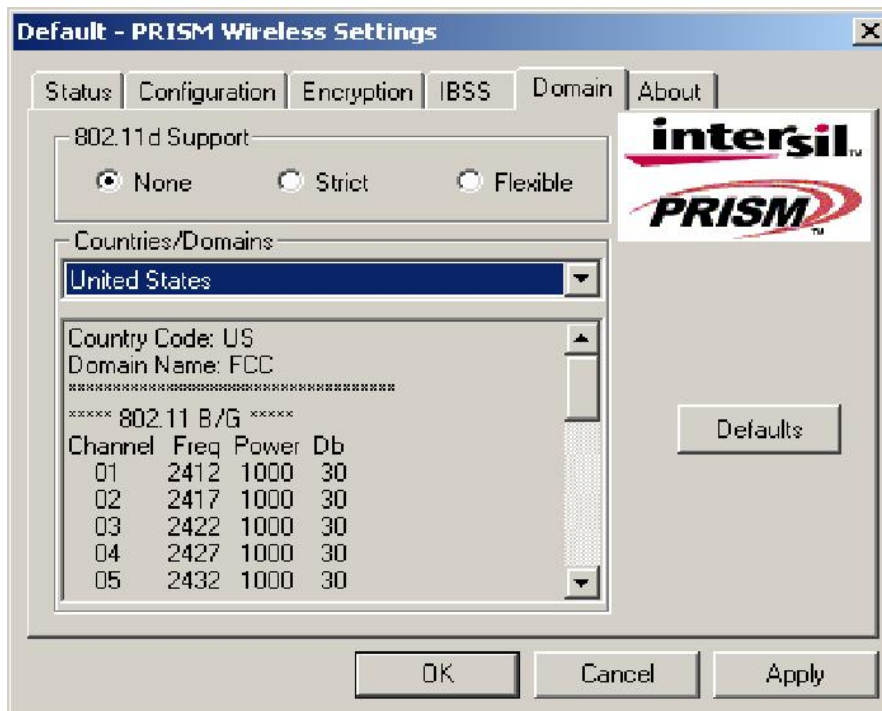 Default - PRISM Wireless Settings
Status Configuration Encryption IBSS Domain About
802.11d Support
None Strict Flexible
intersil™
PRISM™
Countries/Domains
United States
Country Code: US
Domain Name: FCC
*************************************
***** 802.11 B/G *****
Channel Freq Power Db
01 2412 1000 30
02 2417 1000 30
03 2422 1000 30
04 2427 1000 30
05 2432 1000 30
Defaults
OK Cancel Apply